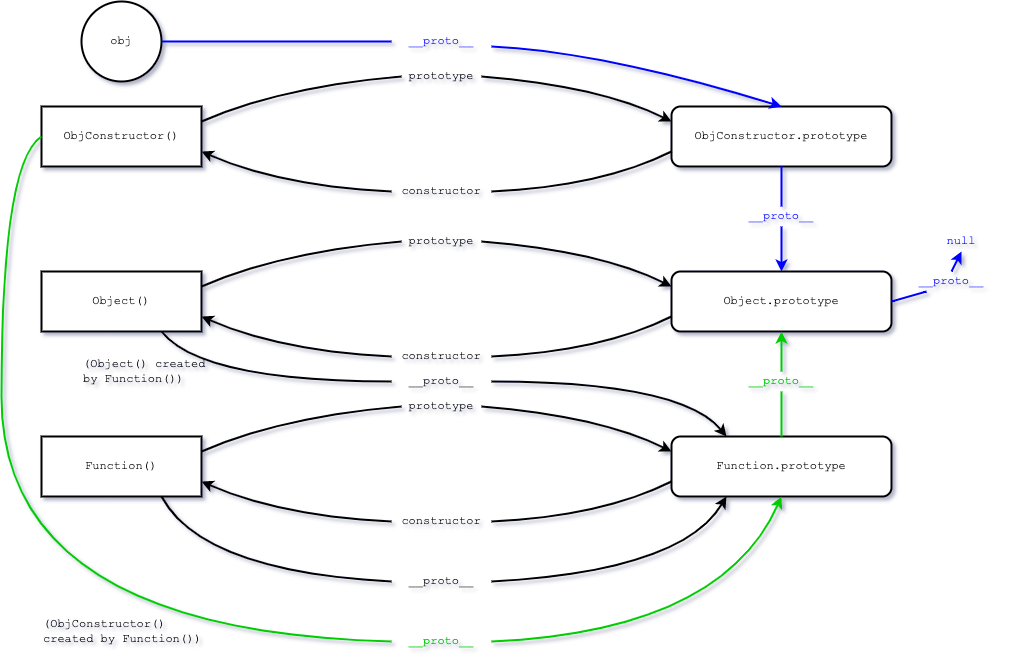 obj
__proto__
prototype
ObjConstructor()
ObjConstructor.prototype
constructor
__proto__
prototype
null
__proto__
Object()
Object.prototype
constructor
(Object() created
by Function())
__proto__
__proto__
prototype
Function()
Function.prototype
constructor
__proto__
(ObjConstructor()
created by Function())
__proto__